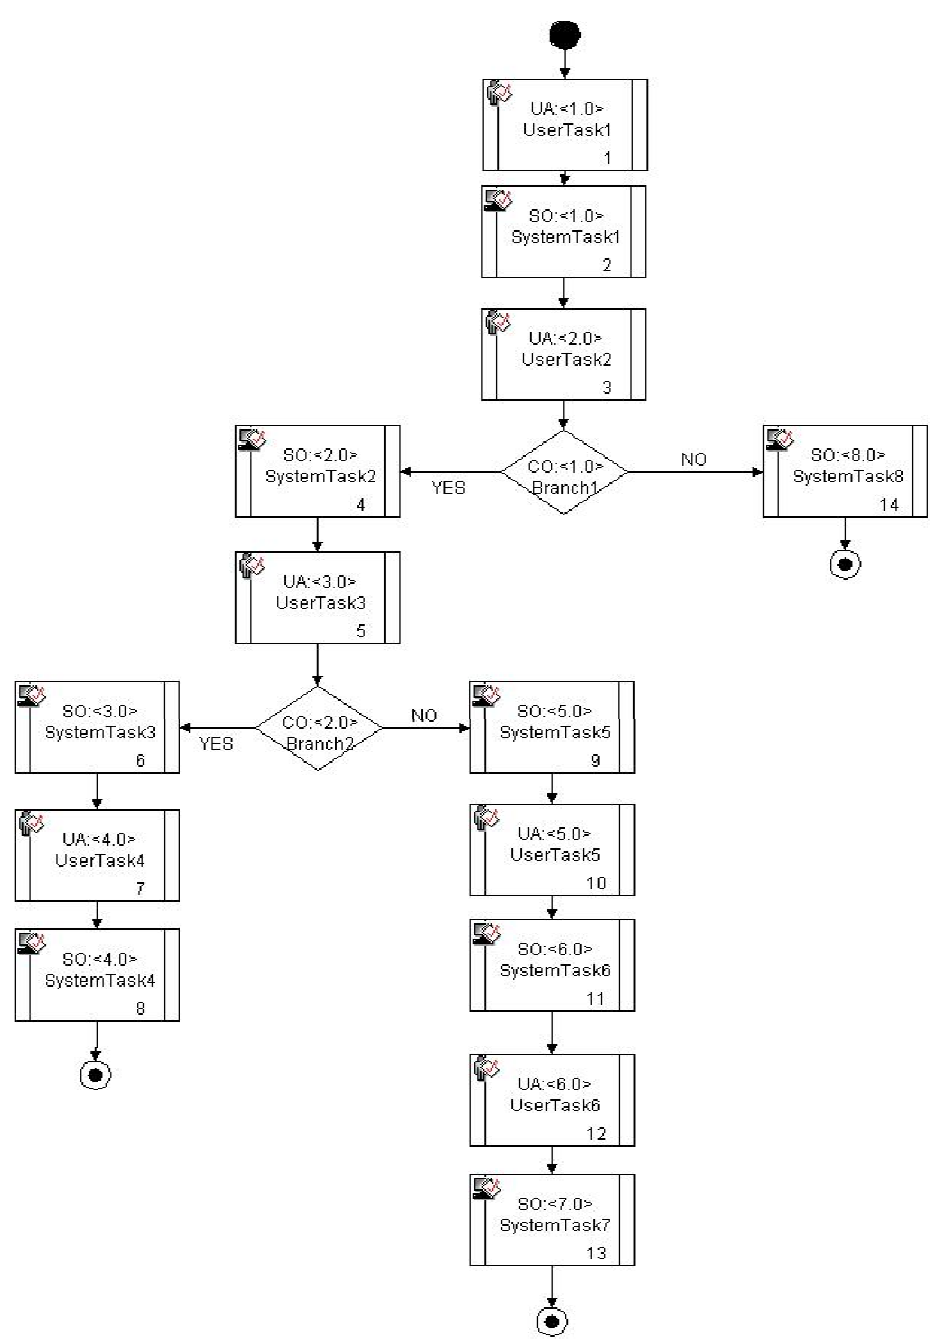 UA:<1.0>
UserTask1
1
SO:<1.0>
SystemTask1
2
UA:<2.0>
UserTask2
3
CO:<1.0>
Branch1
YES
NO
SO:<2.0>
SystemTask2
4
SO:<8.0>
SystemTask8
14
UA:<3.0>
UserTask3
5
CO:<2.0>
Branch2
YES
NO
SO:<3.0>
SystemTask3
6
UA:<4.0>
UserTask4
7
SO:<4.0>
SystemTask4
8
SO:<5.0>
SystemTask5
9
UA:<5.0>
UserTask5
10
SO:<6.0>
SystemTask6
11
UA:<6.0>
UserTask6
12
SO:<7.0>
SystemTask7
13